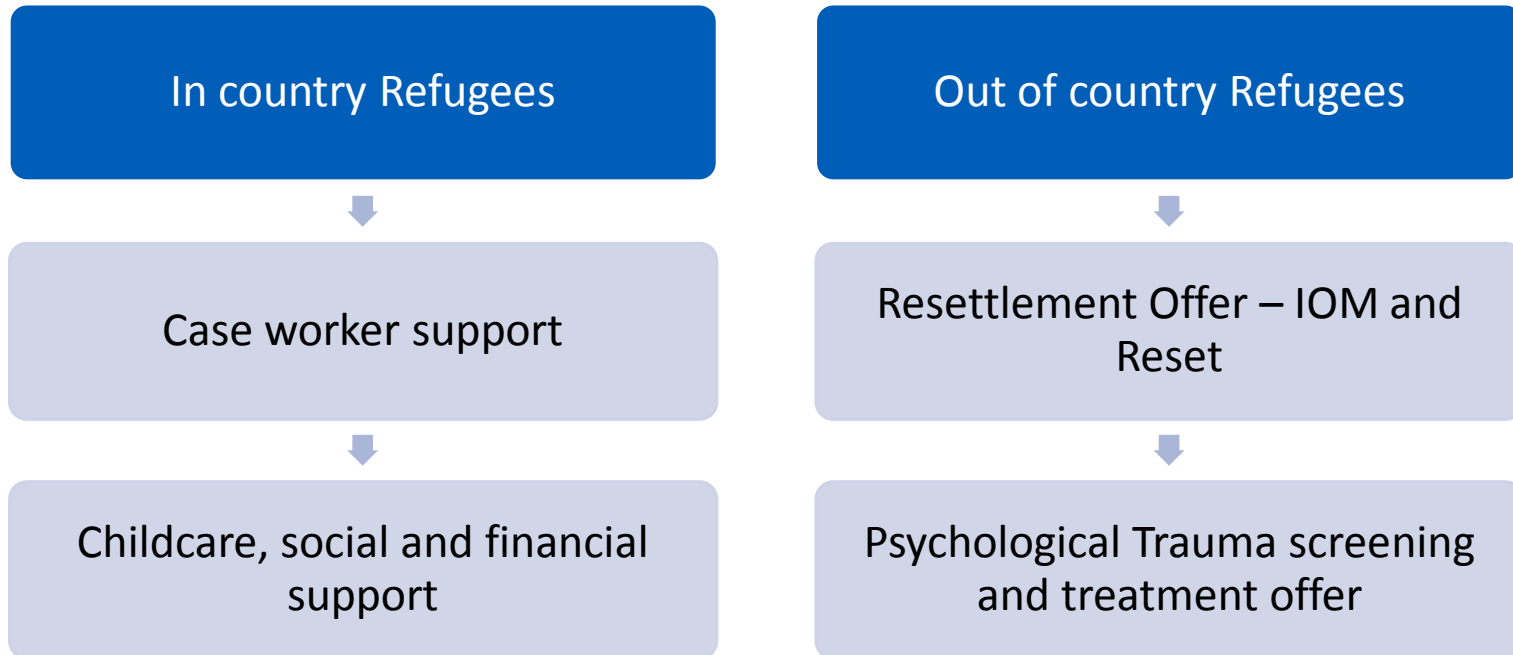 In country Refugees
Case worker support
Childcare, social and financial
support
Out of country Refugees
Resettlement Offer – IOM and
Reset
Psychological Trauma screening
and treatment offer